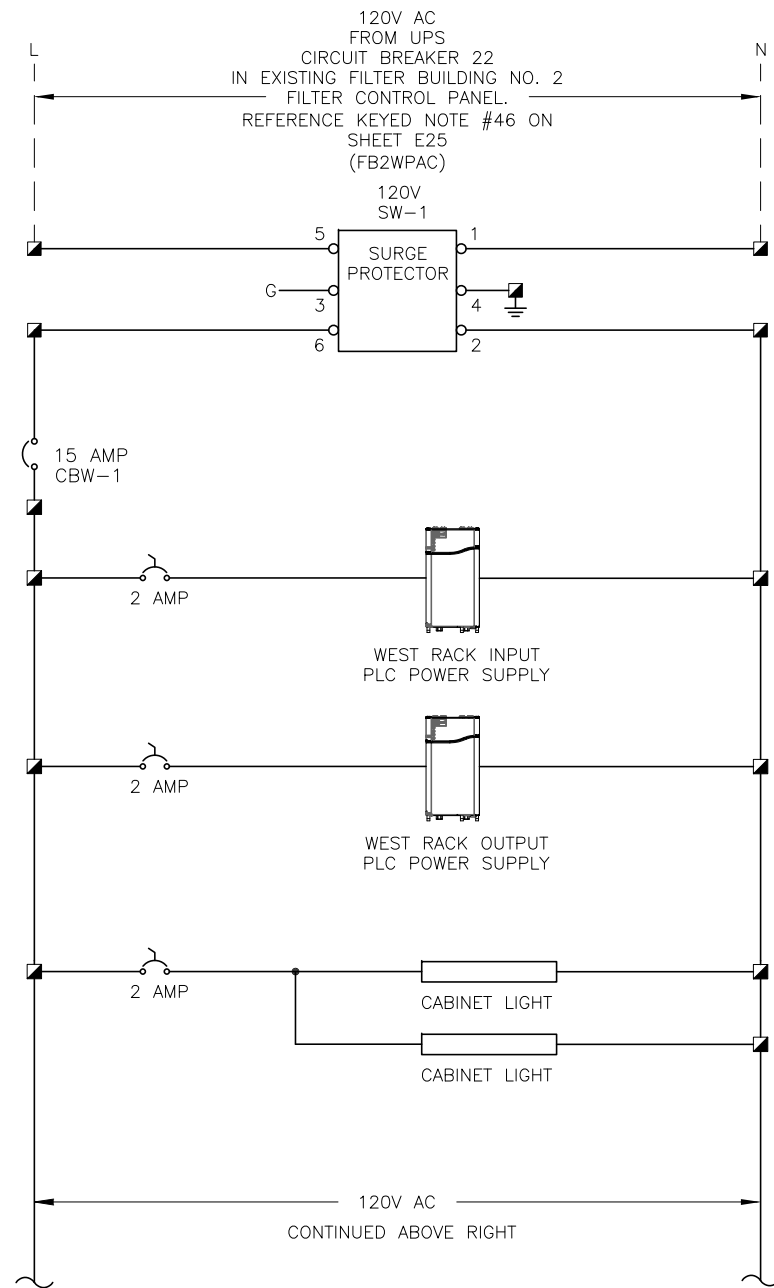 120V AC
FROM UPS
L
N
CIRCUIT BREAKER 22
IN EXISTING FILTER BUILDING NO. 2
FILTER CONTROL PANEL.
REFERENCE KEYED NOTE #46 ON
SHEET E25
(FB2WPAC)
120V
SW-1
5
1
SURGE
PROTECTOR
G
3
4
6
2
15 AMP
CBW-1
2 AMP
WEST RACK INPUT
PLC POWER SUPPLY
2 AMP
WEST RACK OUTPUT
PLC POWER SUPPLY
2 AMP
CABINET LIGHT
CABINET LIGHT
120V AC
CONTINUED ABOVE RIGHT